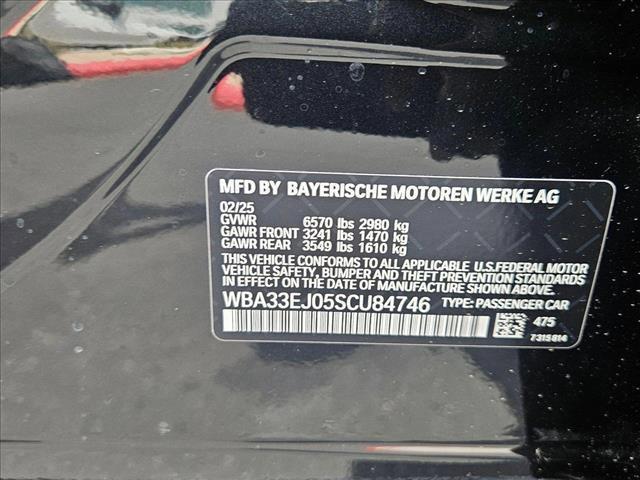 MFD BY BAYERISCHE MOTOREN WERKE AG
02/25
GVWR 6570 lbs 2980 kg
GAWR FRONT 3241 lbs 1470 kg
GAWR REAR 3549 lbs 1610 kg
THIS VEHICLE CONFORMS TO ALL APPLICABLE U.S.FEDERAL MOTOR
VEHICLE SAFETY, BUMPER AND THEFT PREVENTION STANDARDS
IN EFFECT ON THE DATE OF MANUFACTURE SHOWN ABOVE.
WBA33EJ05SCU84746 TYPE: PASSENGER CAR
475
7315814